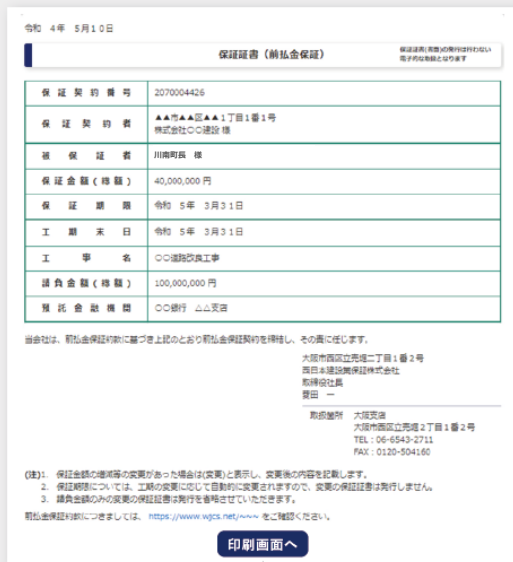 令和 4年 5月10日
保証証書（前払金保証）
保証証書(書面)の発行は行わない
電子的な取扱となります
保証契約番号 2070004426
保証契約者 ▲▲市▲▲区▲▲１丁目１番１号
株式会社〇〇建設 様
被保証者 川南町長 様
保証金額(総額) 40,000,000 円
保証期限 令和 5年 3月31日
工期末日 令和 5年 3月31日
工事名 〇〇道路改良工事
請負金額(総額) 100,000,000 円
預託金融機関 〇〇銀行 △△支店
当会社は、前払金保証約款に基づき上記のとおり前払金保証契約を締結し、その責に任じます。
大阪市西区立売堀二丁目１番２号
西日本建設業保証株式会社
取締役社長
菱田 一
取扱箇所 大阪支店
大阪市西区立売堀２丁目１番２号
TEL：06-6543-2711
FAX：0120-504160
(注)1. 保証金額の増減等の変更があった場合は(変更)と表示し、変更後の内容を記載します。
2. 保証期限については、工期の変更に応じて自動的に変更されますので、変更の保証証書は発行しません。
3. 請負金額のみの変更の保証証書は発行を省略させていただきます。
前払金保証約款につきましては、 https://www.wjcs.net/~~~ をご確認ください。
印刷画面へ